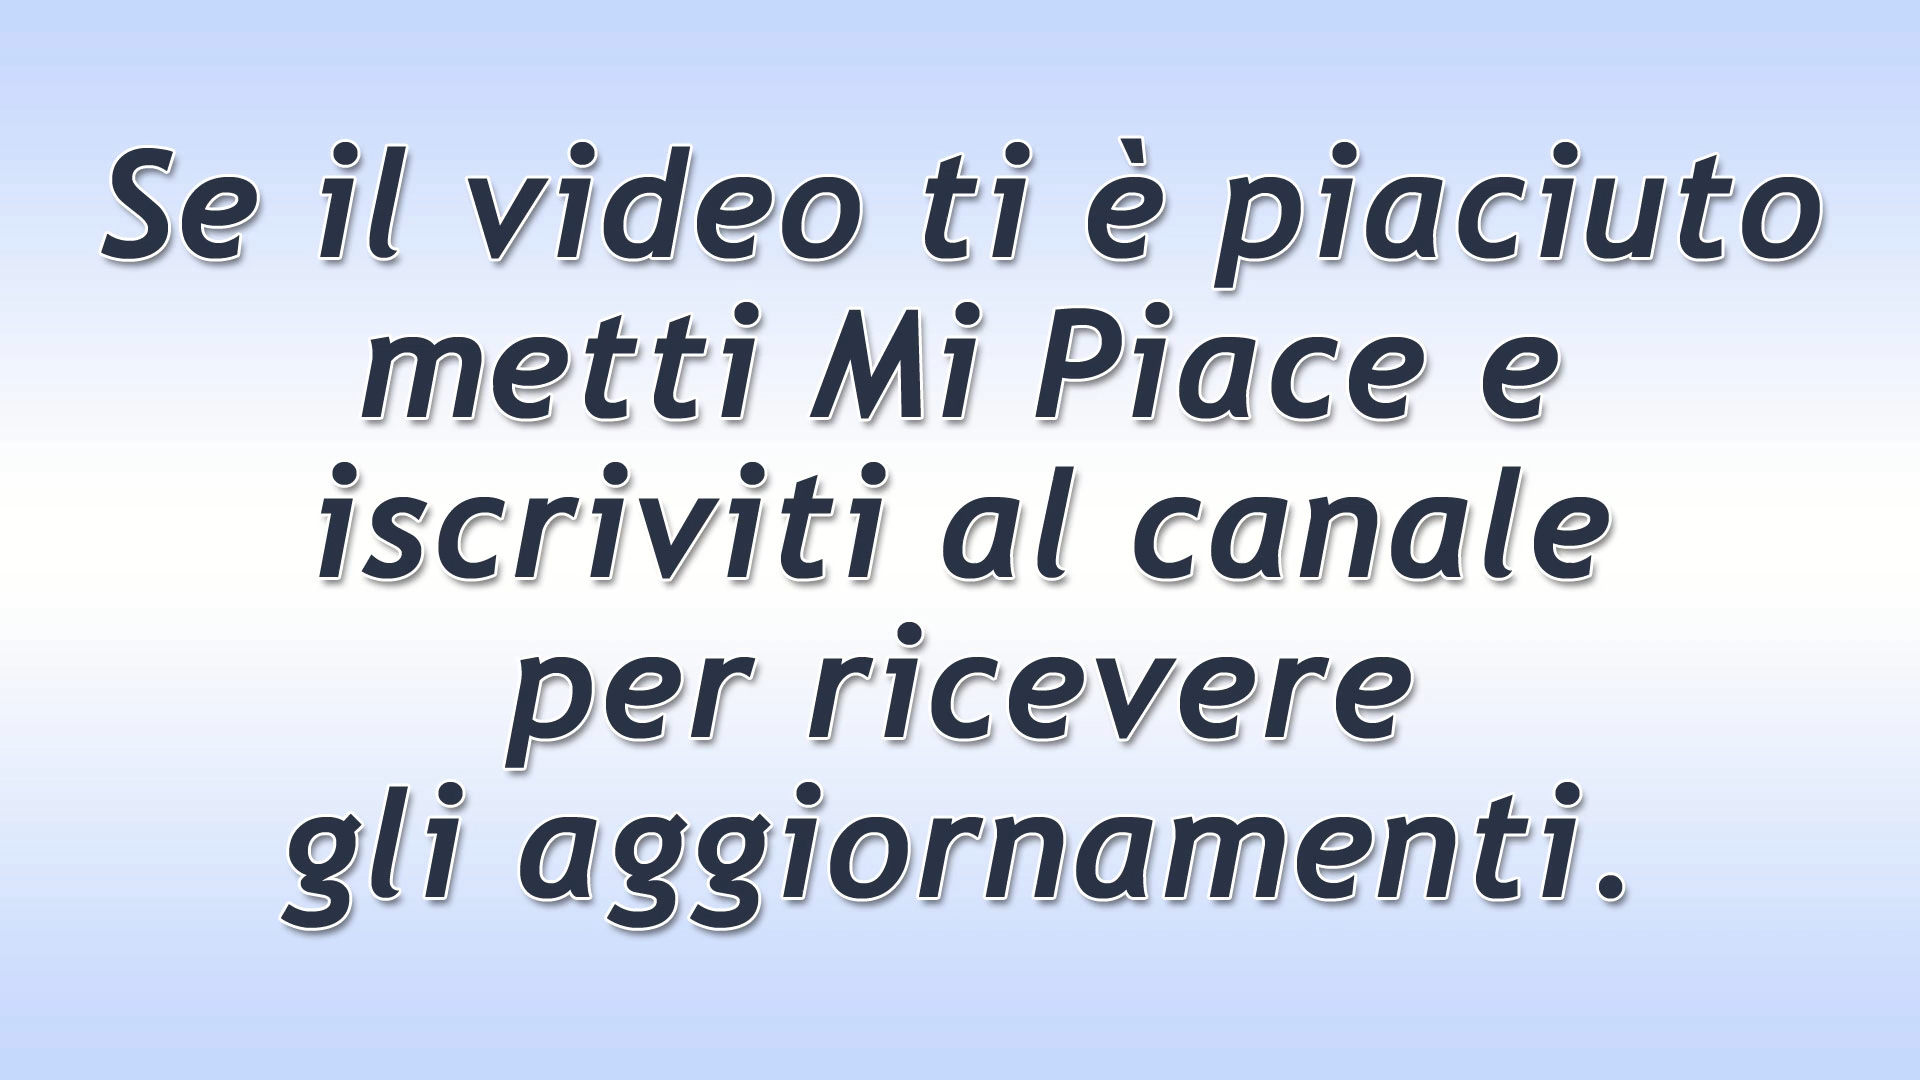 Se il video ti è piaciuto
metti Mi Piace e
iscriviti al canale
per ricevere
gli aggiornamenti.